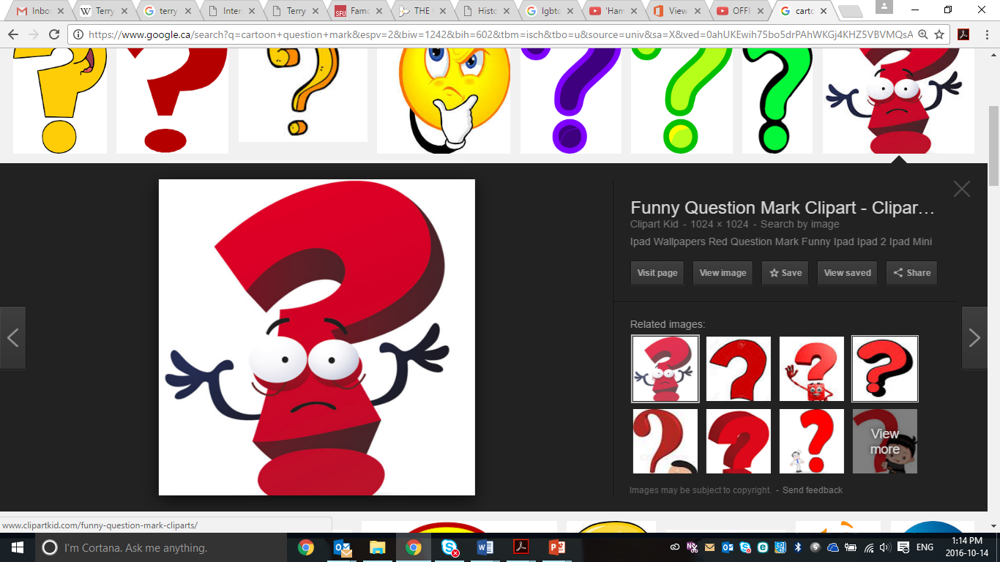 Inbo
Terry
terry
Inter
Terry
SFU
Famo
THE
Histo
lgbto
'Ham
View
OFFI
carto
https://www.google.ca/search?q=cartoon+question+mark&espv=2&biw=1242&bih=602&tbm=isch&tbo=u&source=univ&sa=X&ved=0ahUKEwih75bo5drPAhWKGj4KHZ5VBVMQsA
Funny Question Mark Clipart - Clipar…
Clipart Kid - 1024 × 1024 - Search by image
Ipad Wallpapers Red Question Mark Funny Ipad Ipad 2 Ipad Mini
Visit page
View image
Save
View saved
Share
Related images:
View
more
Images may be subject to copyright. - Send feedback
www.clipartkid.com/funny-question-mark-cliparts/
I'm Cortana. Ask me anything.
ENG
1:14 PM
2016-10-14